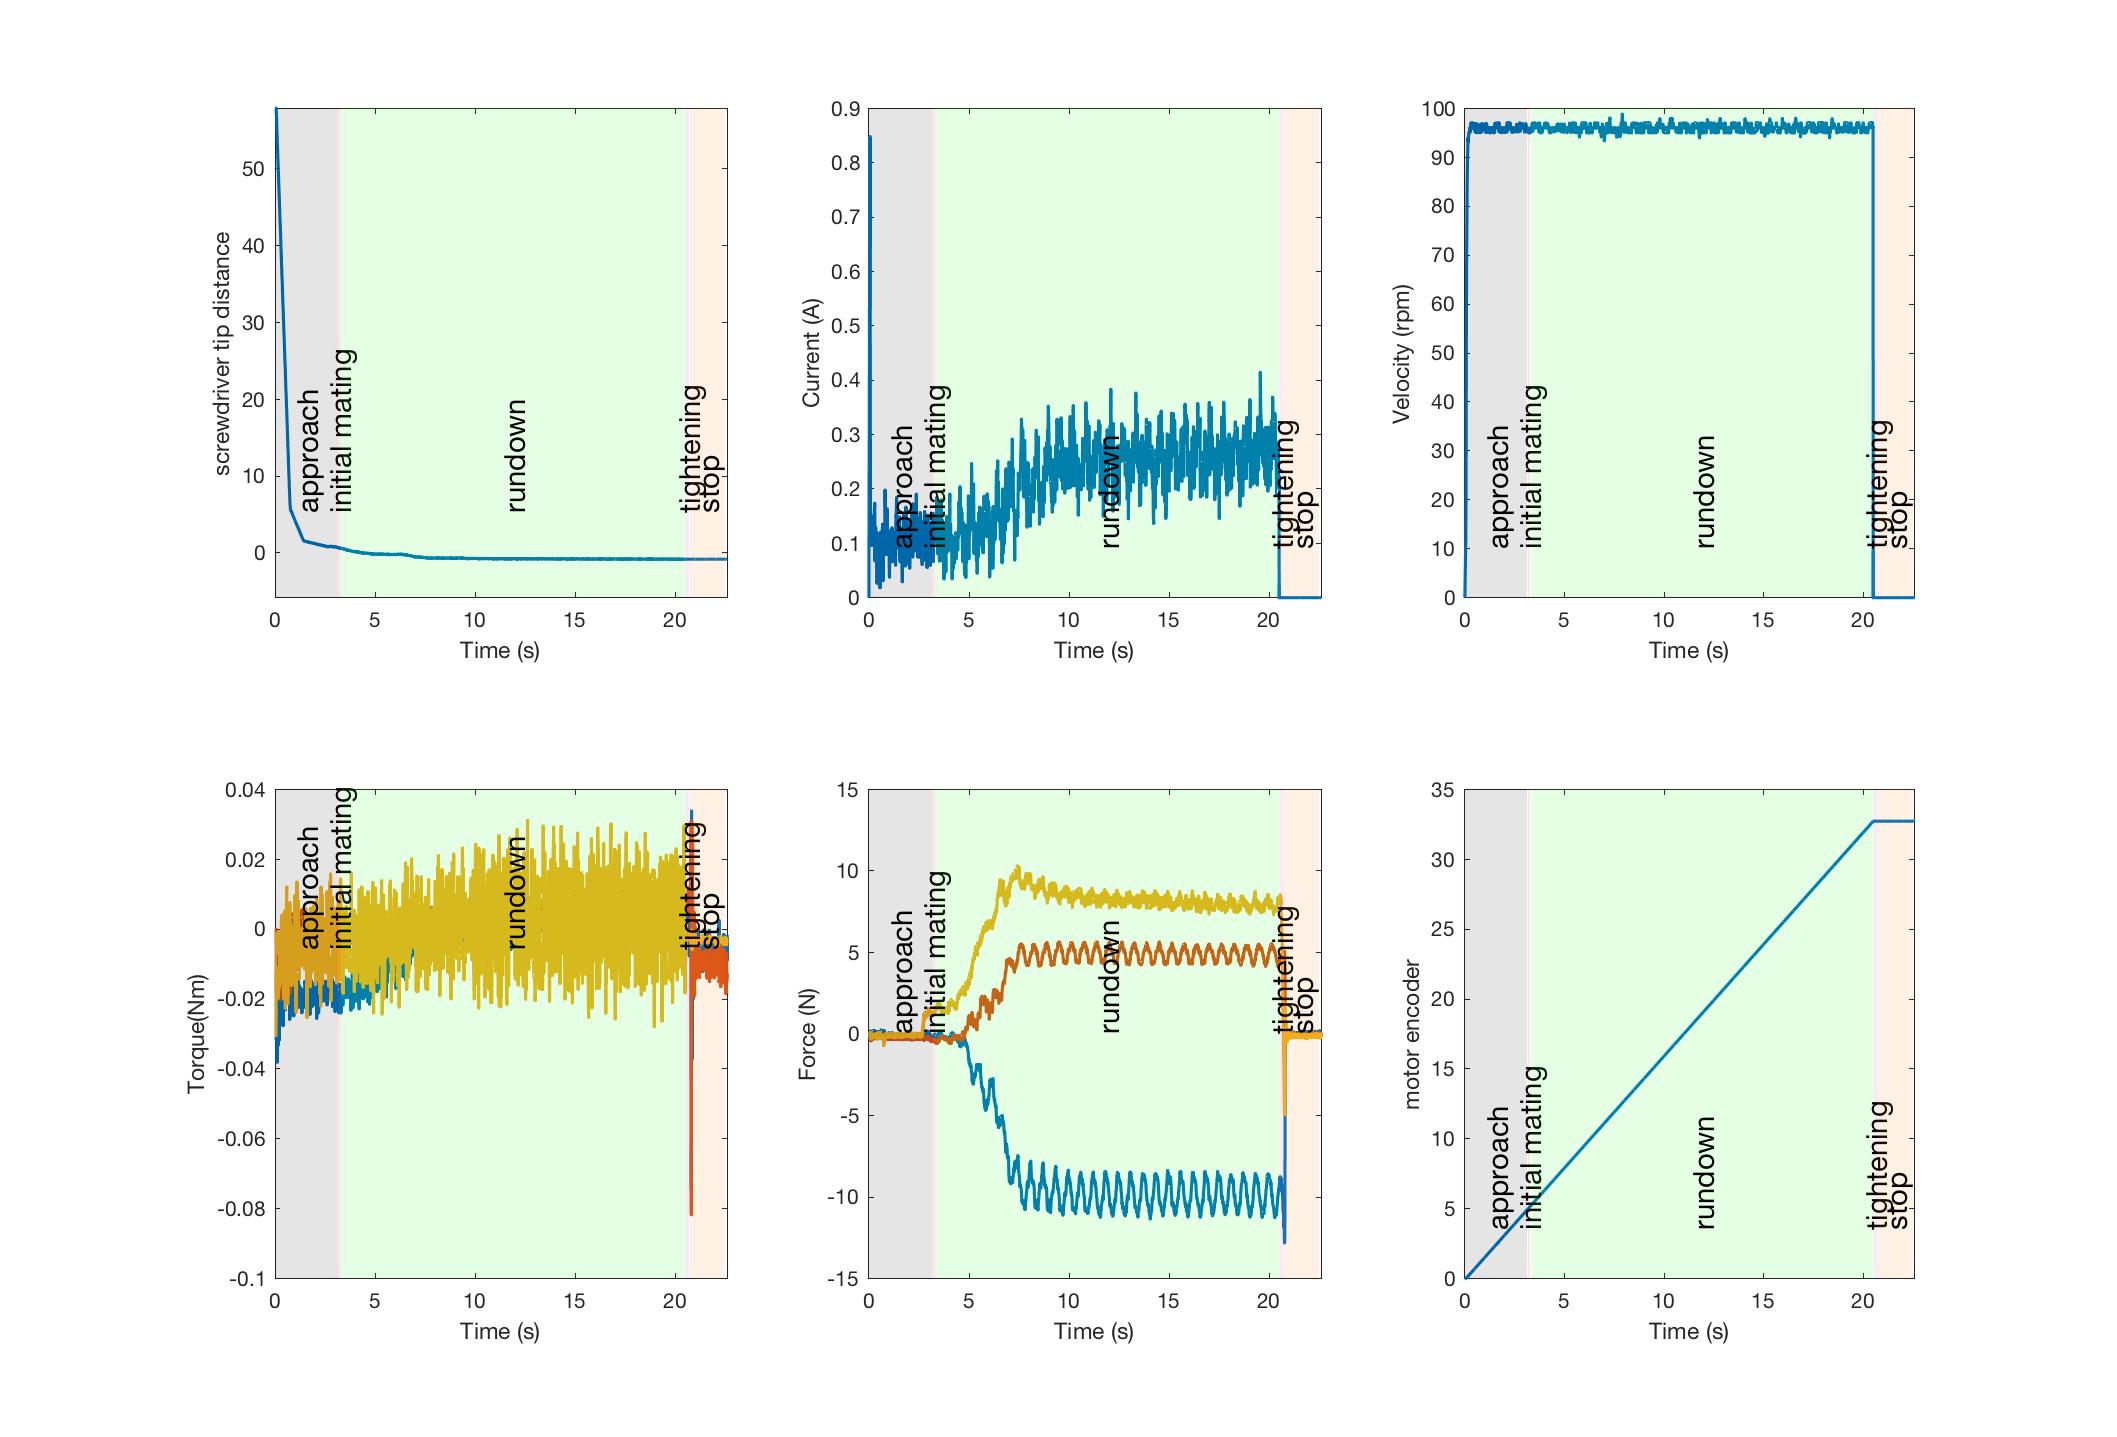 screwdriver tip distance
50
40
30
20
10
0
approach
initial mating
rundown
tightening
stop
0 5 10 15 20
Time (s)
Current (A)
0.9
0.8
0.7
0.6
0.5
0.4
0.3
0.2
0.1
0
approach
initial mating
rundown
tightening
stop
0 5 10 15 20
Time (s)
Velocity (rpm)
100
90
80
70
60
50
40
30
20
10
0
approach
initial mating
rundown
tightening
stop
0 5 10 15 20
Time (s)
Torque(Nm)
0.04
0.02
0
-0.02
-0.04
-0.06
-0.08
-0.1
approach
initial mating
rundown
tightening
stop
0 5 10 15 20
Time (s)
Force (N)
15
10
5
0
-5
-10
-15
approach
initial mating
rundown
tightening
stop
0 5 10 15 20
Time (s)
motor encoder
35
30
25
20
15
10
5
0
approach
initial mating
rundown
tightening
stop
0 5 10 15 20
Time (s)